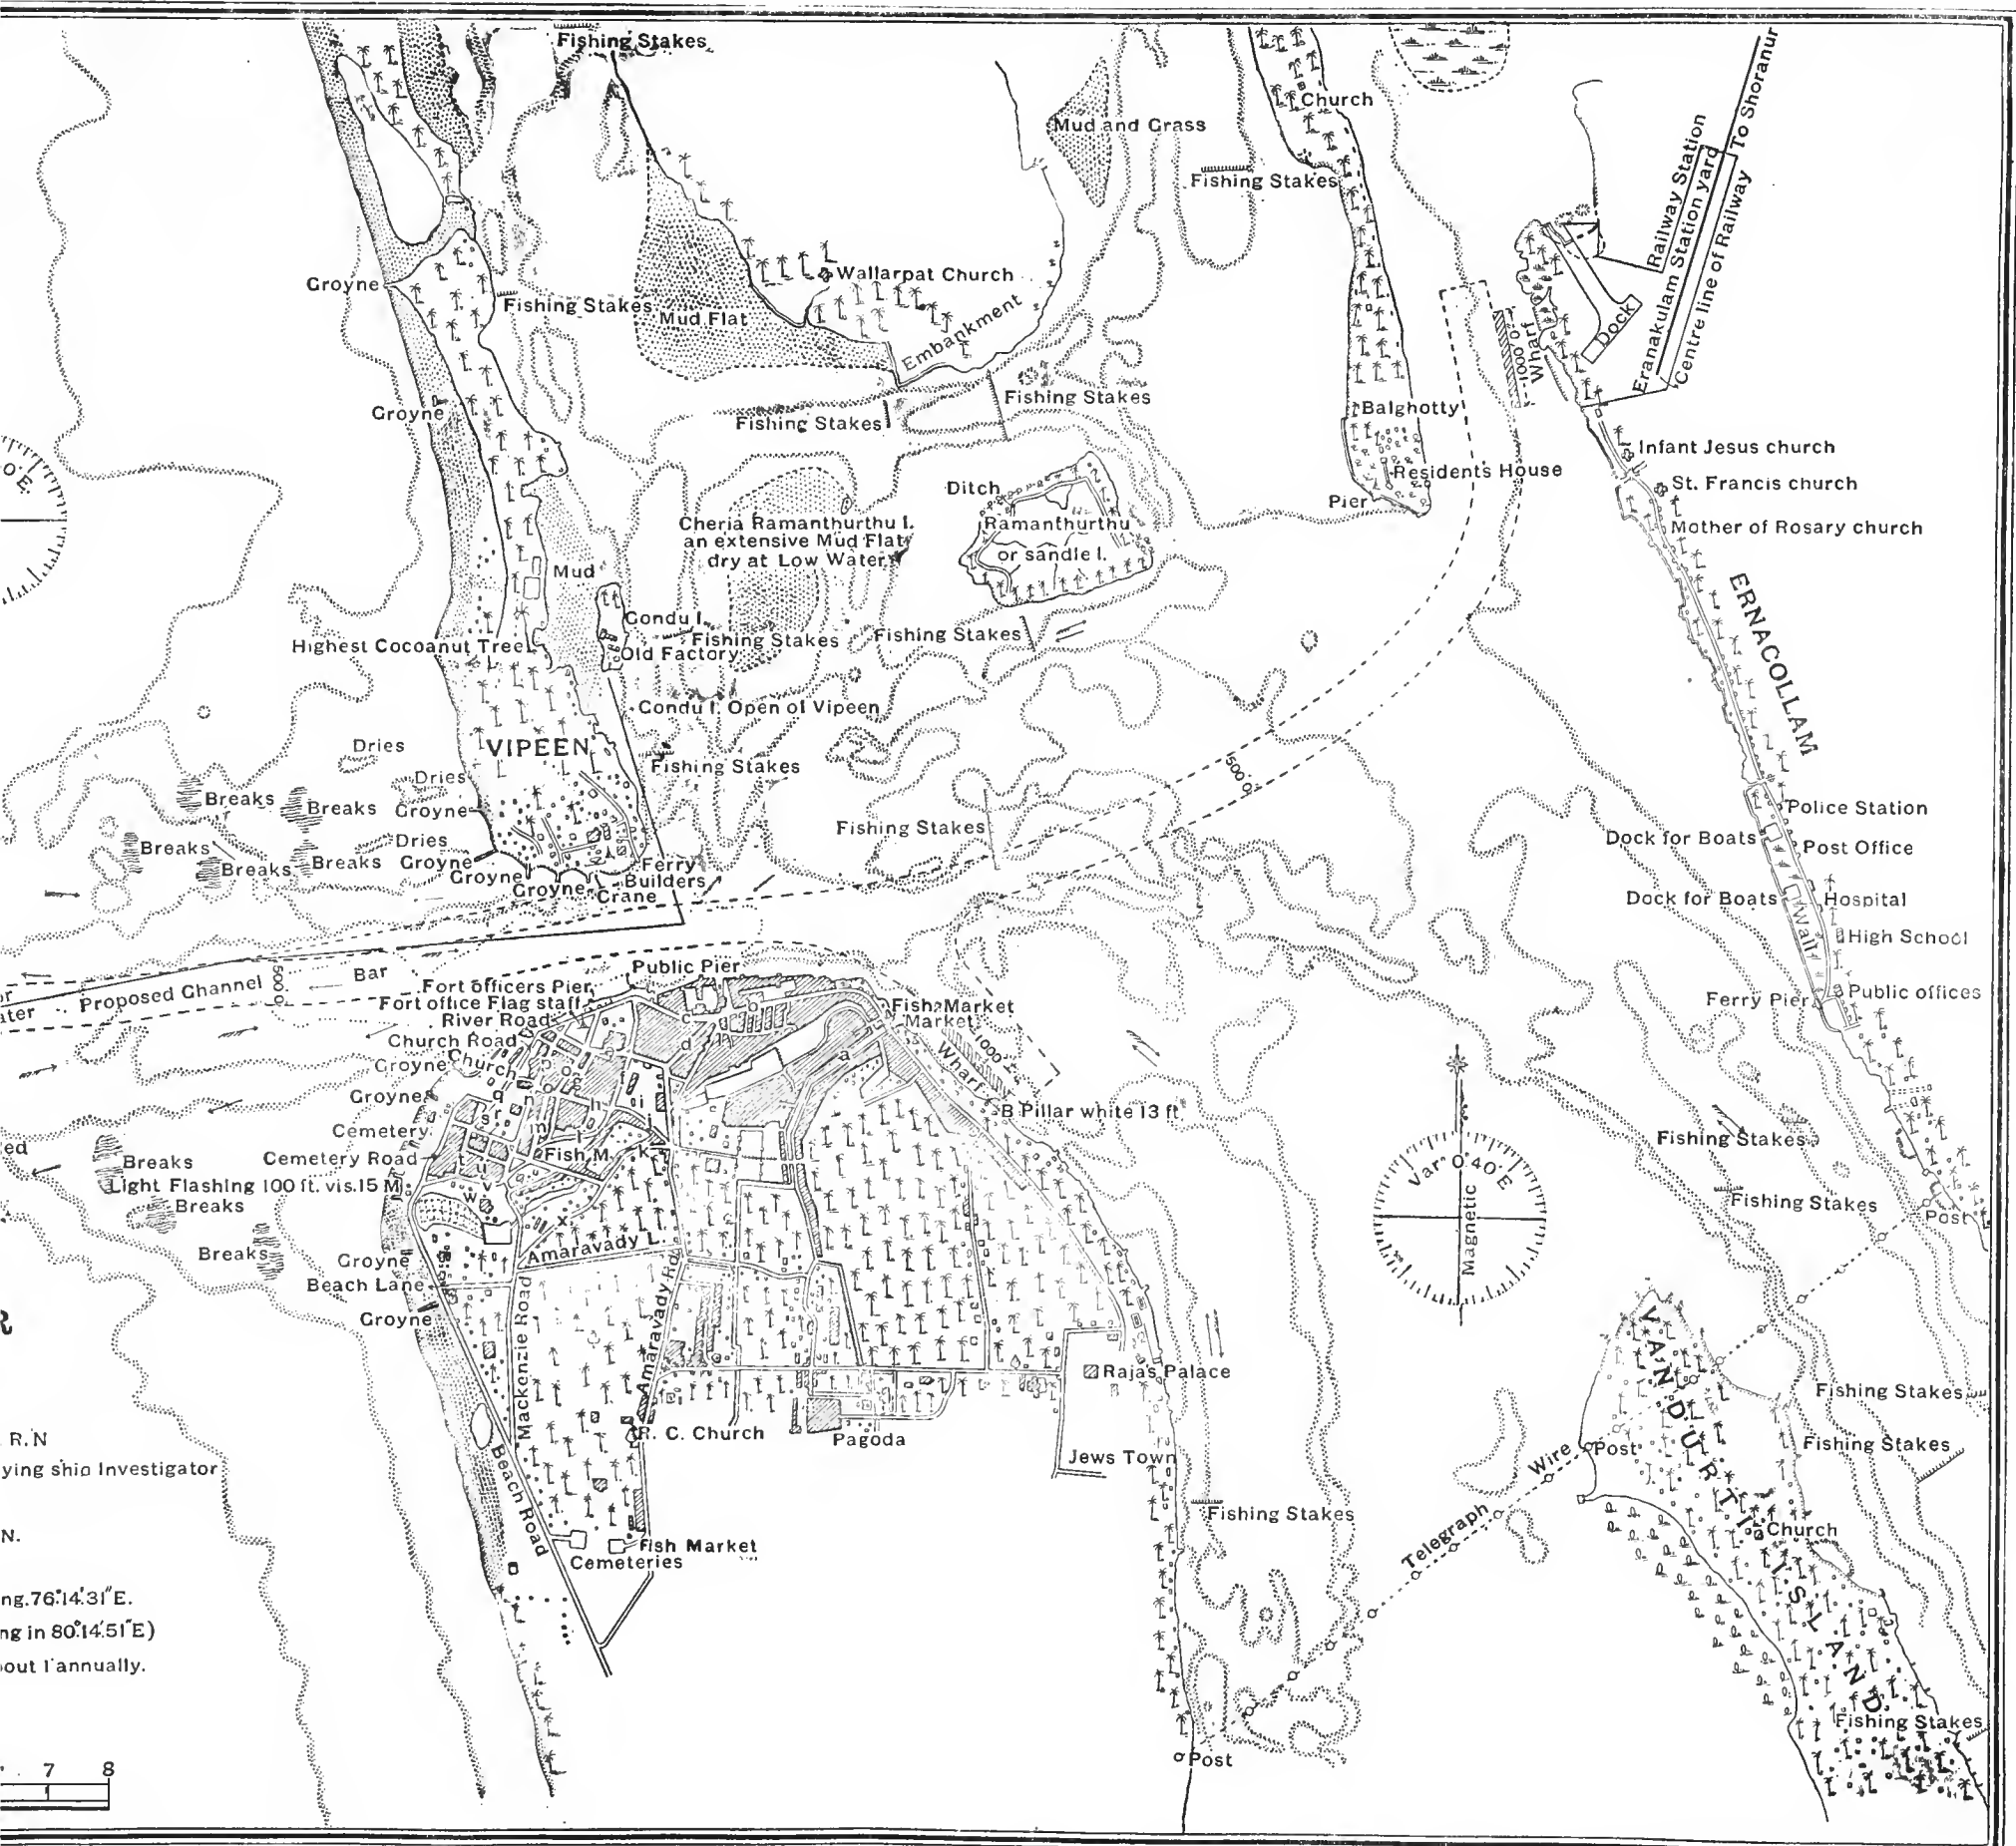 Fishing Stakes
Church
Mud and Grass
Fishing Stakes
To Shoranur
Railway Station
Eranakulam Station yard
Centre line of Railway
Groyne
Fishing Stakes
Mud Flat
Wallarpat Church
Embankment
1000'0"
Wharf
Dock
Groyne
Fishing Stakes
Fishing Stakes
Balghotty
Infant Jesus church
Residents House
St. Francis church
Pier
Mother of Rosary church
O. E.
Ditch
Cheria Ramanthurthu I.
an extensive Mud Flat
dry at Low Water
Ramanthurthu
or sandle I.
Mud
Condu I.
Old Factory
Fishing Stakes
Fishing Stakes
Highest Cocoanut Tree
ERNACOLLAM
Condu I. Open of Vipeen
VIPEEN
Fishing Stakes
Dries
Dries
Breaks
Breaks
Groyne
500'0"
Police Station
Dock for Boats
Post Office
Fishing Stakes
Breaks
Breaks
Breaks
Dries
Groyne
Groyne
Groyne
Ferry
Builders
Crane
Dock for Boats
Hospital
Wall
High School
Ferry Pier
Public offices
or
ater
Proposed Channel
500'0"
Bar
Public Pier
Fort officers Pier
Fort office Flag staff
River Road
Church Road
Groyne
Church
Fish Market
Market
1000'
Wharf
B Pillar white 13 ft.
Groyne
Cemetery
Cemetery Road
c
o
d
a
e
f
g
h
i
j
k
l
m
n
o
p
q
r
s
t
u
v
w
x
Fish M.
ed
Breaks
Light Flashing 100 ft. vis. 15 M.
Breaks
Breaks
Var. 0°40' E
Magnetic
Fishing Stakes
Fishing Stakes
Post
Groyne
Beach Lane
Groyne
Amaravady L.
Amaravady Rd.
Mackenzie Road
Beach Road
R
VANDURTI ISLAND
Rajas Palace
Fishing Stakes
R. C. Church
Pagoda
Jews Town
Fishing Stakes
Post
Telegraph Wire
R.N
ying ship Investigator
Fishing Stakes
Church
N.
Fish Market
Cemeteries
ng. 76°14'31" E.
ng in 80°14'51" E)
out 1' annually.
Fishing Stakes
Post
7 8